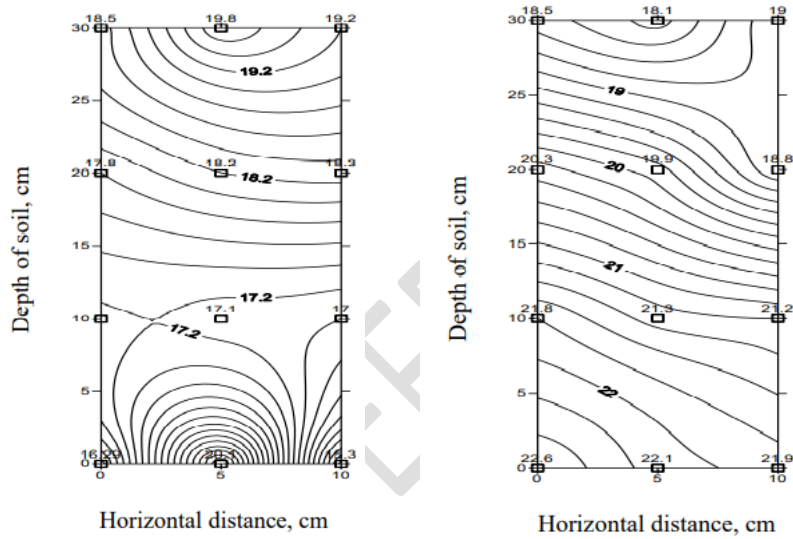 18.5 19.8 19.2
30
19.2
25
17.8 18.2
20
18.2
15
17.2
10 17.1 17
17.2
5
0
0 5 10
Depth of soil, cm
Horizontal distance, cm
18.5 18.1 19
30
19
25
20.3 19.9 18.8
20
20
15
21
21.8 21.3 21.2
10
22
5
22.6 22.1 21.9
0
0 5 10
Depth of soil, cm
Horizontal distance, cm